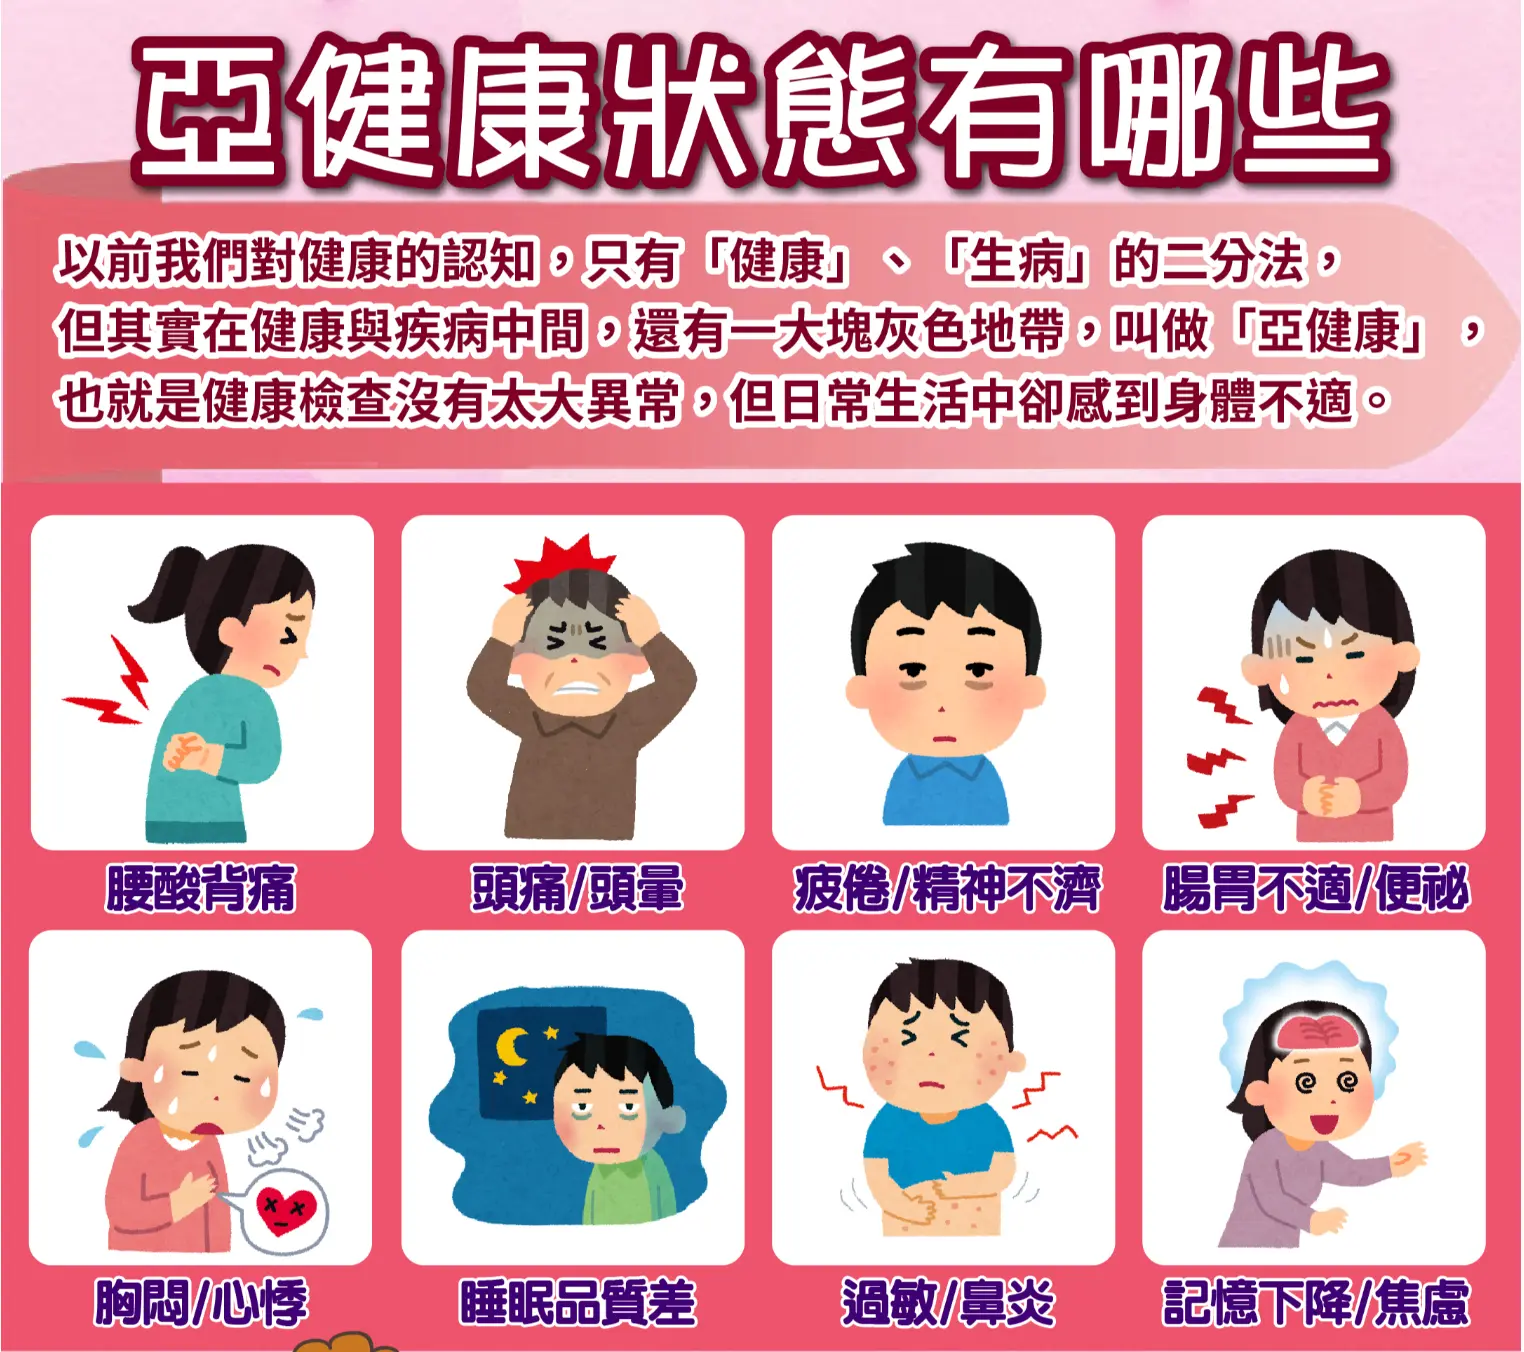 亞健康狀態有哪些
以前我們對健康的認知，只有「健康」、「生病」的二分法，
但其實在健康與疾病中間，還有一大塊灰色地帶，叫做「亞健康」，
也就是健康檢查沒有太大異常，但日常生活中卻感到身體不適。
腰酸背痛
頭痛/頭暈
疲倦/精神不濟
腸胃不適/便祕
胸悶/心悸
睡眠品質差
過敏/鼻炎
記憶下降/焦慮